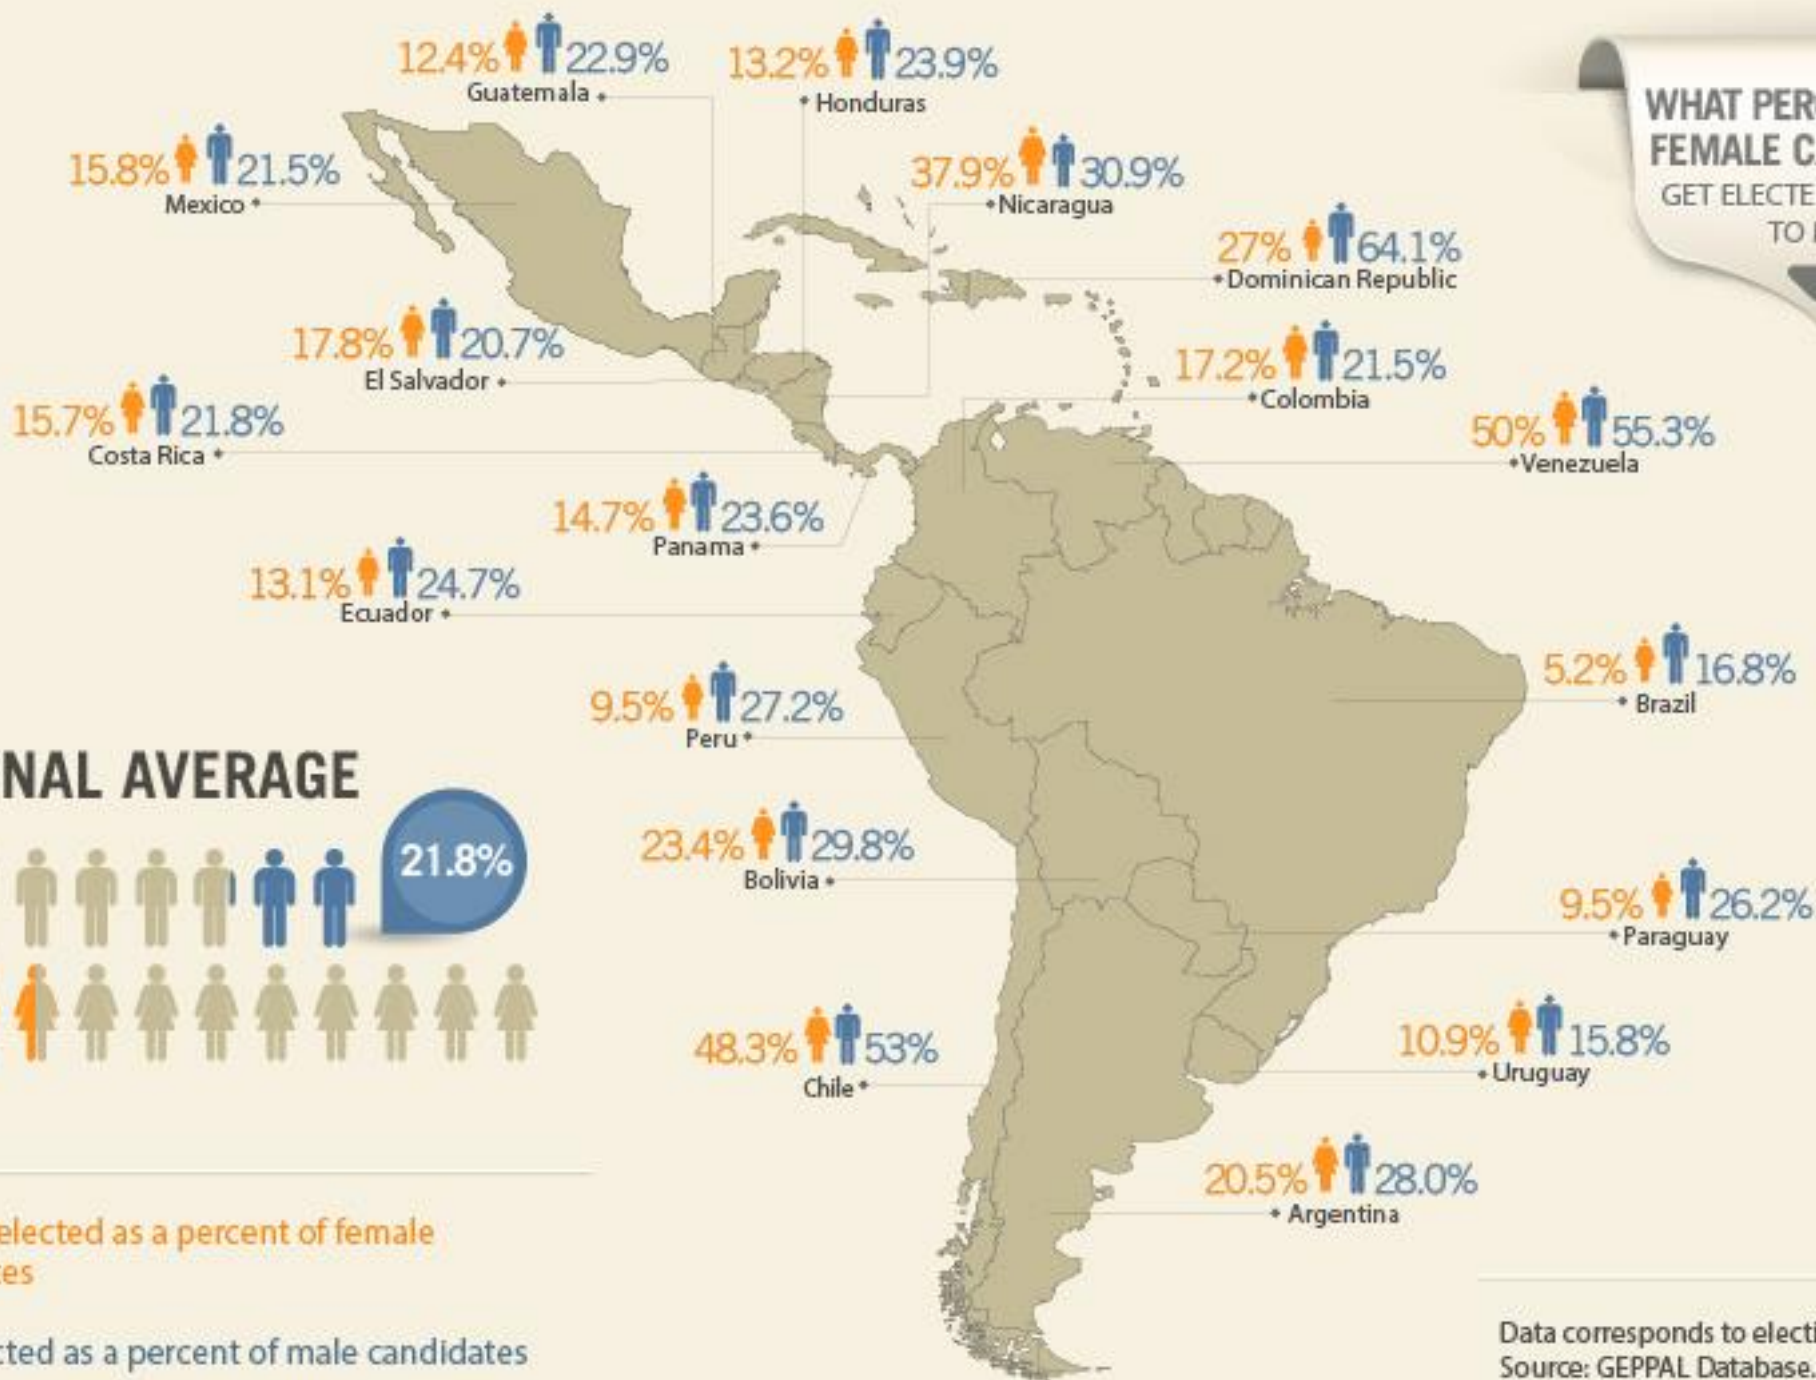 12.4% 22.9%
Guatemala
13.2% 23.9%
Honduras
WHAT PER
FEMALE C
GET ELECTE
TO
15.8% 21.5%
Mexico
37.9% 30.9%
Nicaragua
27% 64.1%
Dominican Republic
17.8% 20.7%
El Salvador
17.2% 21.5%
Colombia
15.7% 21.8%
Costa Rica
50% 55.3%
Venezuela
14.7% 23.6%
Panama
13.1% 24.7%
Ecuador
5.2% 16.8%
Brazil
9.5% 27.2%
Peru
NAL AVERAGE
21.8%
23.4% 29.8%
Bolivia
9.5% 26.2%
Paraguay
48.3% 53%
Chile
10.9% 15.8%
Uruguay
20.5% 28.0%
Argentina
elected as a percent of female
es
cted as a percent of male candidates
Data corresponds to electi
Source: GEPPAL Database.